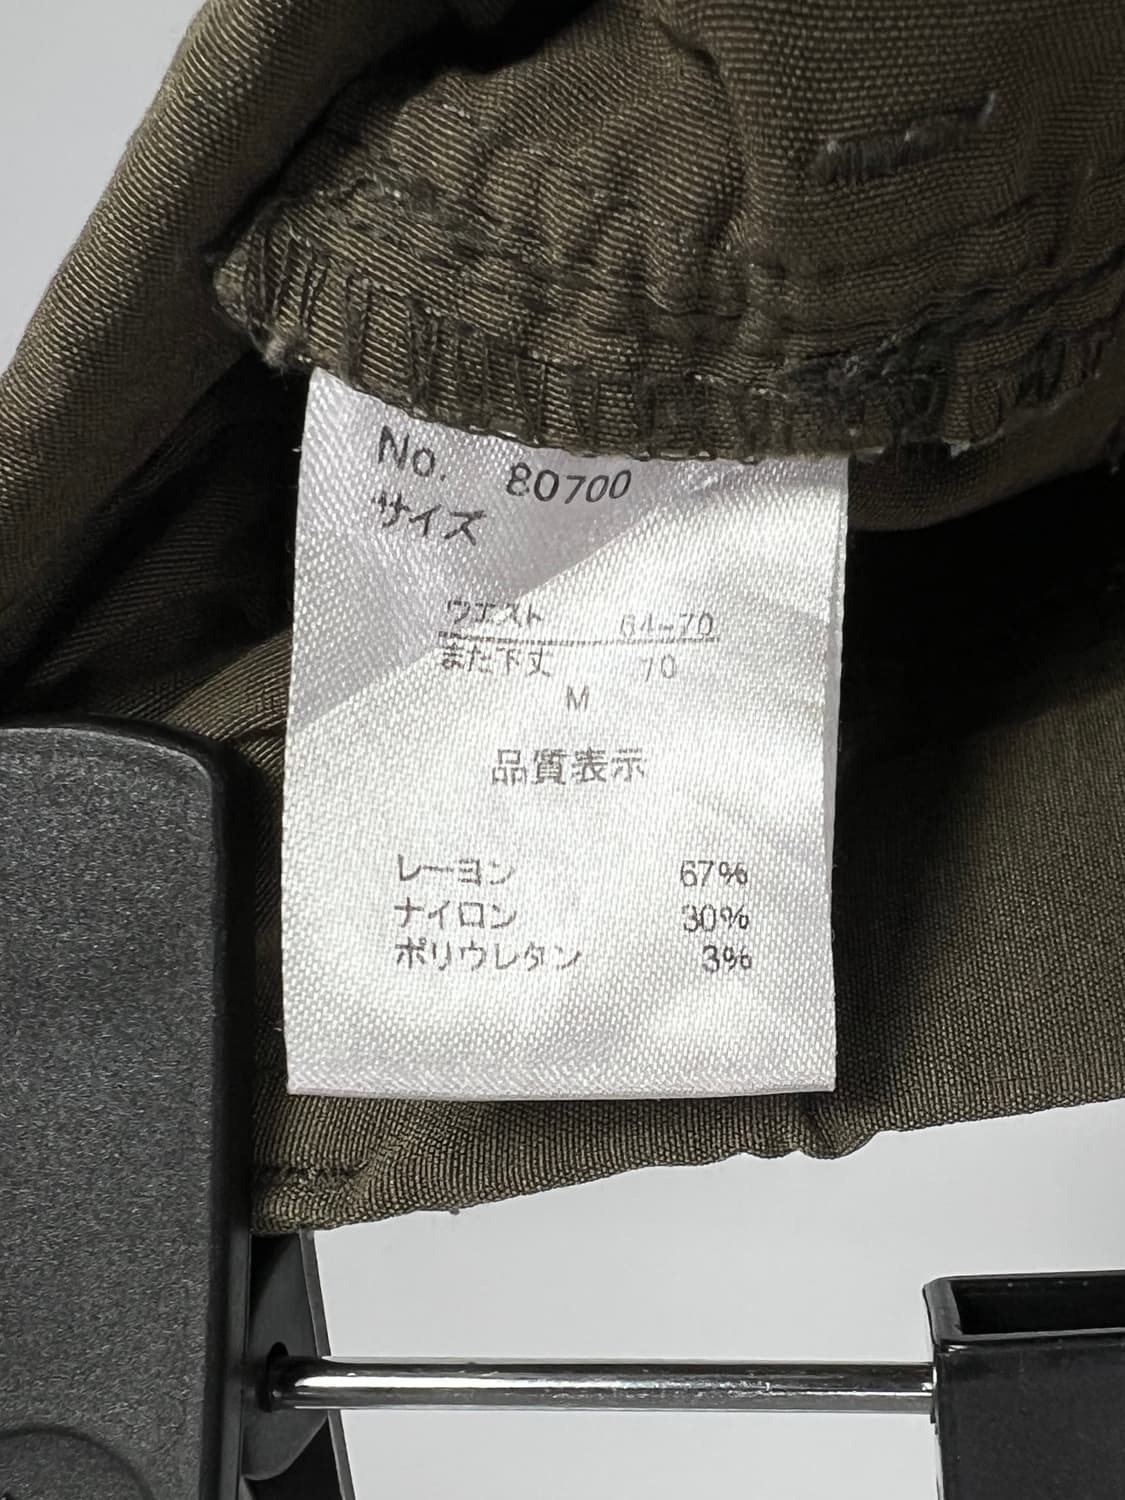 No. 80700
サイズ
ウエスト 64-70
また下丈 70
M
品質表示
レーヨン 67%
ナイロン 30%
ポリウレタン 3%